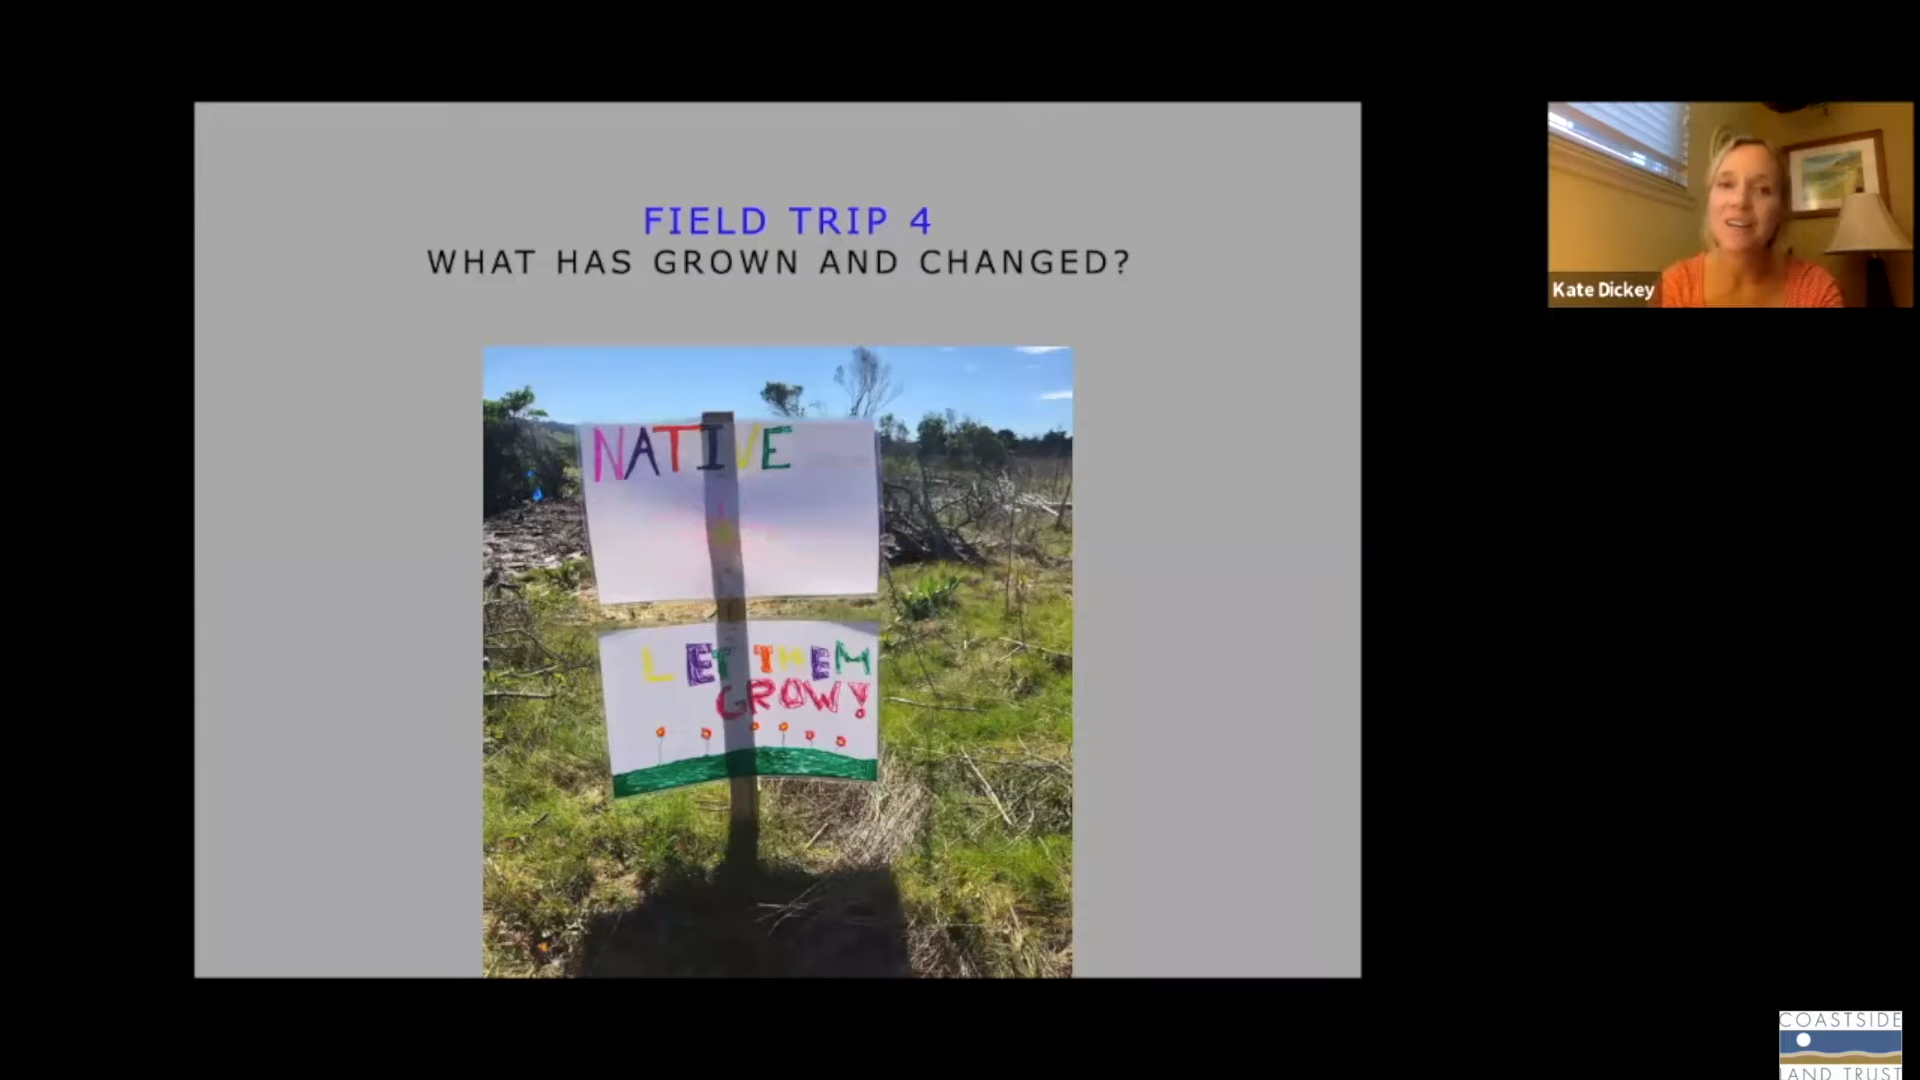 FIELD TRIP 4
WHAT HAS GROWN AND CHANGED?
NATIVE
LET THEM
GROW!
Kate Dickey
COASTSIDE
LAND TRUST